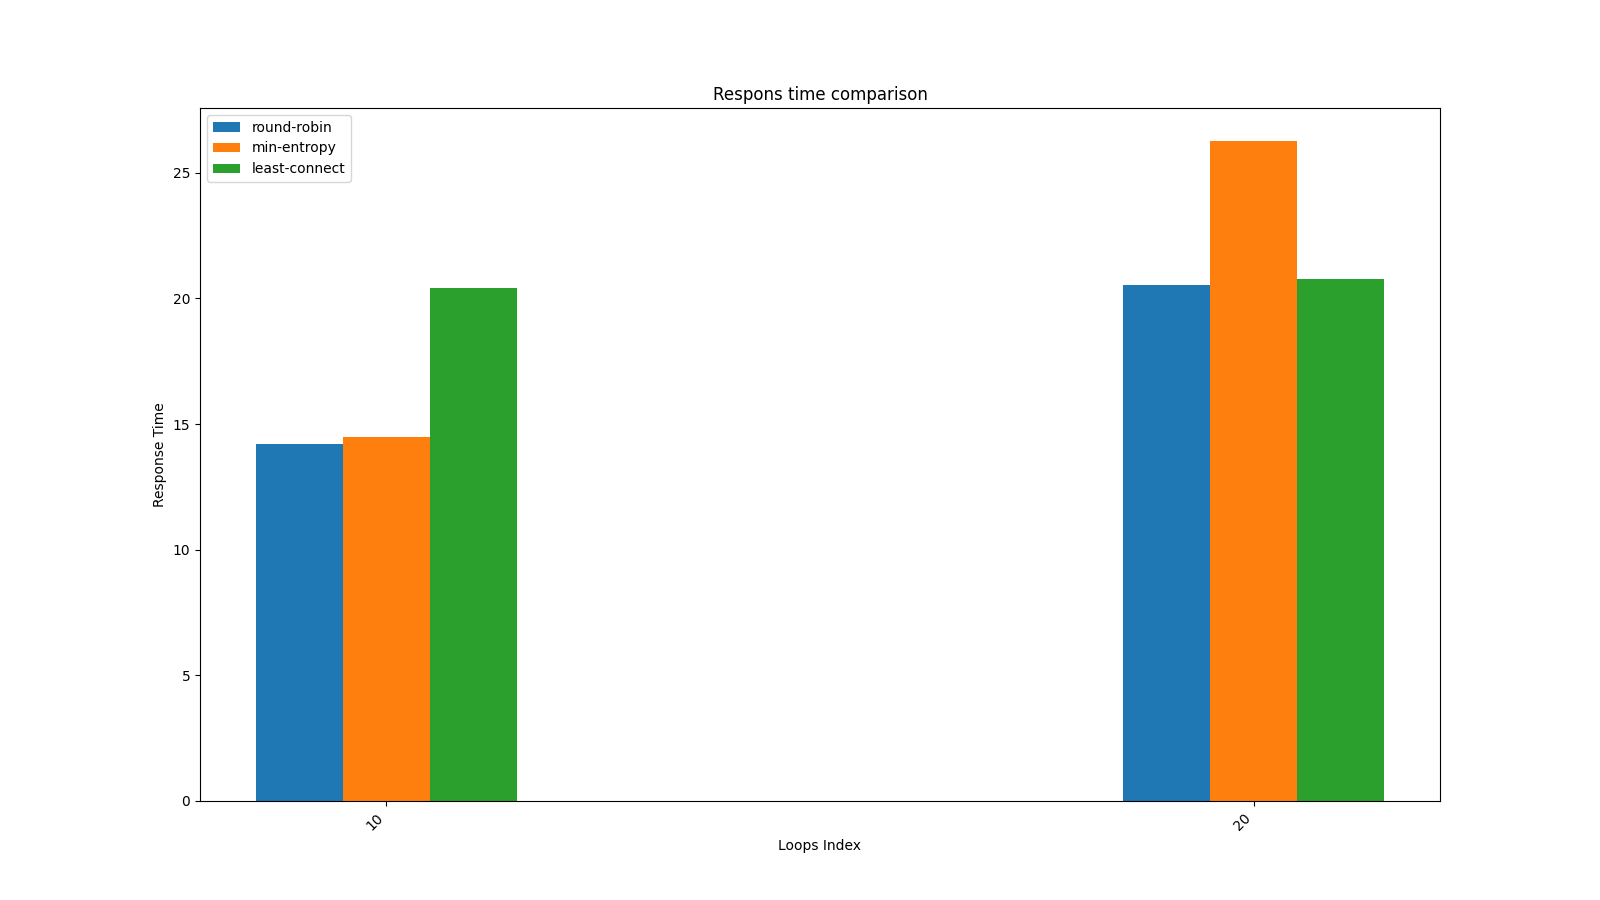 Respons time comparison
round-robin
min-entropy
least-connect
25
20
15
10
5
0
Response Time
10
20
Loops Index